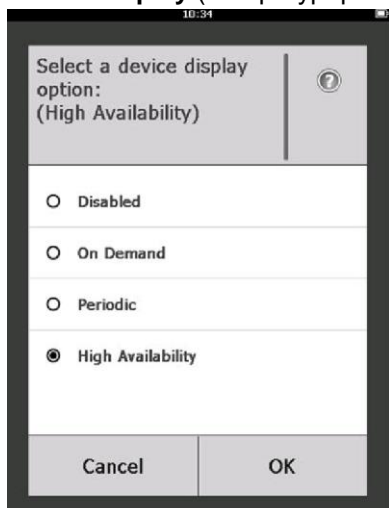 10:34
Select a device display
option:
(High Availability)
Disabled
On Demand
Periodic
High Availability
Cancel
OK